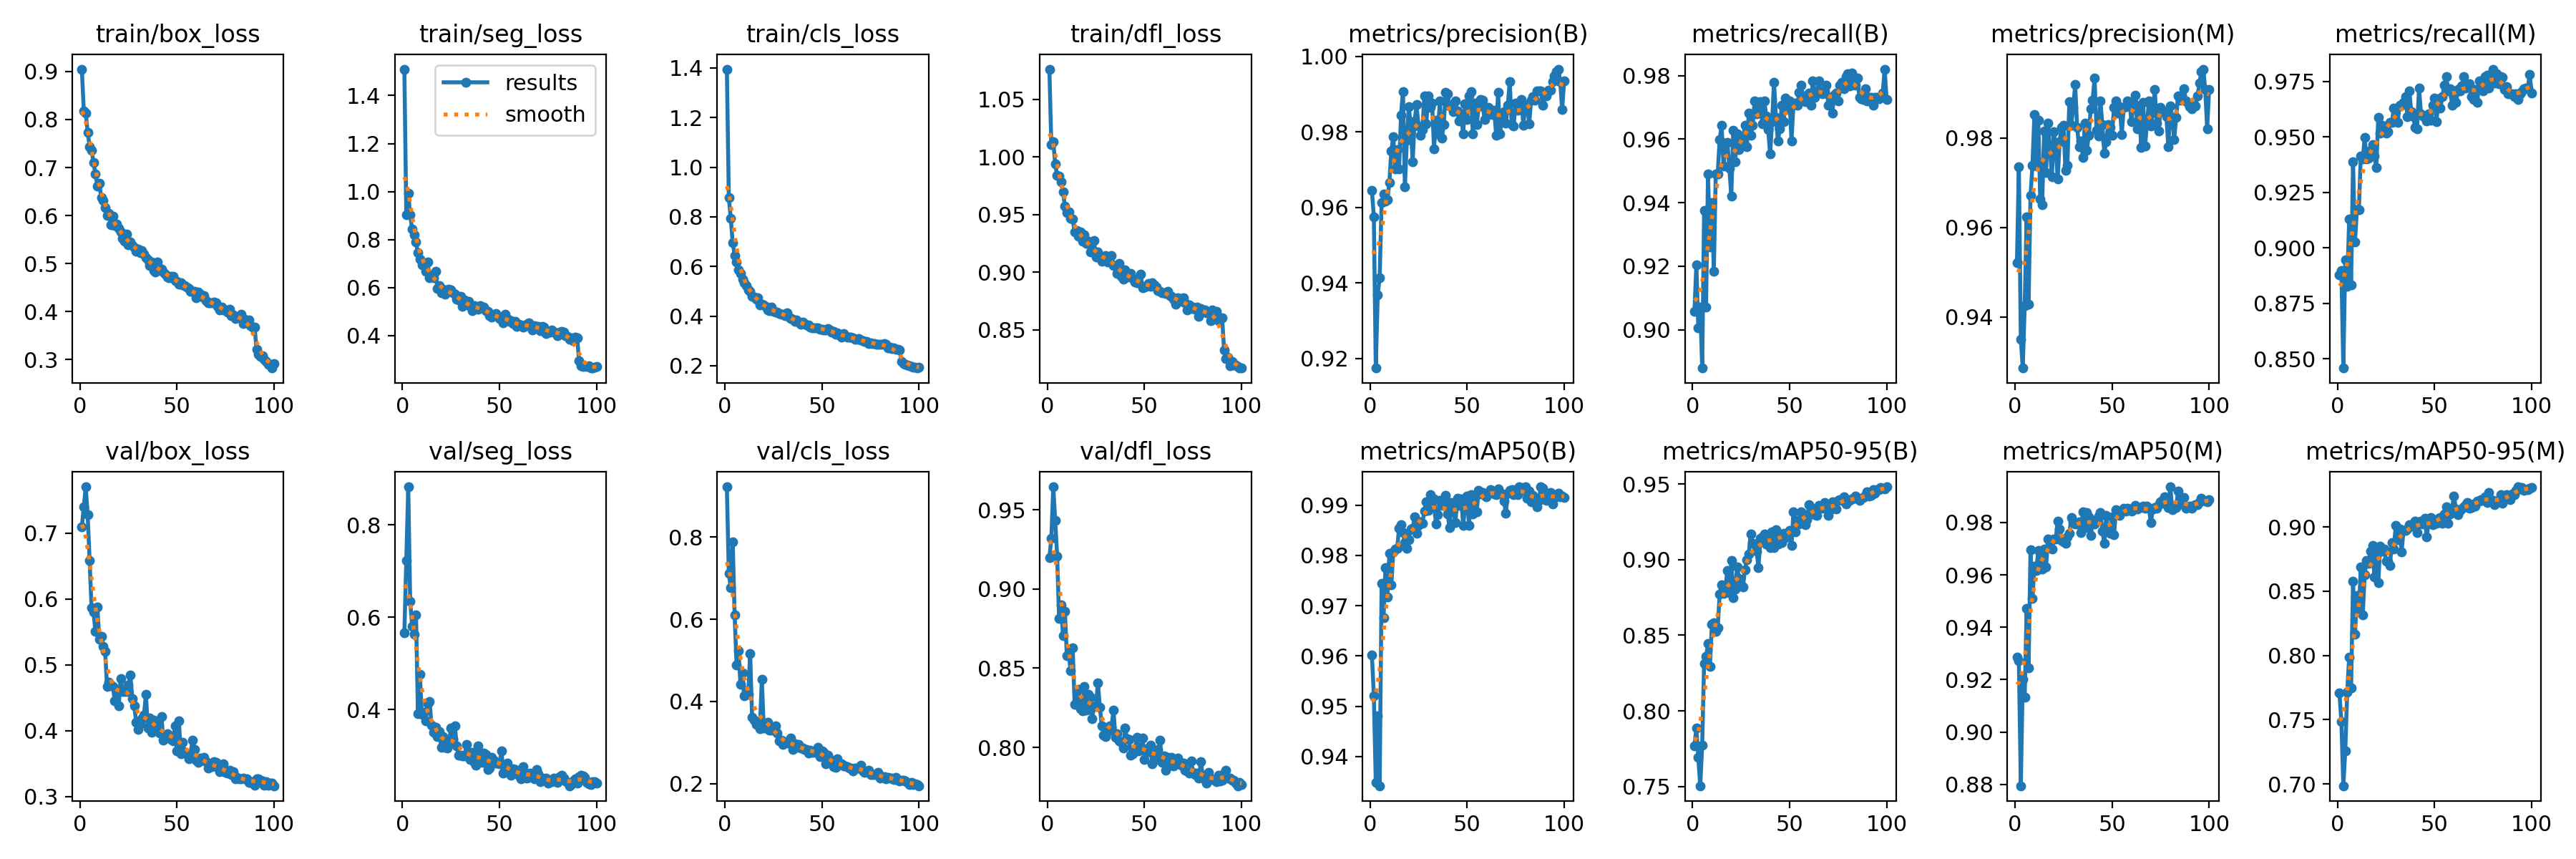 train/box_loss
train/seg_loss
train/cls_loss
train/dfl_loss
metrics/precision(B)
metrics/recall(B)
metrics/precision(M)
metrics/recall(M)
results
smooth
0.9
0.8
0.7
0.6
0.5
0.4
0.3
0 50 100
1.4
1.2
1.0
0.8
0.6
0.4
0 50 100
1.4
1.2
1.0
0.8
0.6
0.4
0.2
0 50 100
1.05
1.00
0.95
0.90
0.85
0 50 100
1.00
0.98
0.96
0.94
0.92
0 50 100
0.98
0.96
0.94
0.92
0.90
0 50 100
0.98
0.96
0.94
0 50 100
0.975
0.950
0.925
0.900
0.875
0.850
0 50 100
val/box_loss
val/seg_loss
val/cls_loss
val/dfl_loss
metrics/mAP50(B)
metrics/mAP50-95(B)
metrics/mAP50(M)
metrics/mAP50-95(M)
0.7
0.6
0.5
0.4
0.3
0 50 100
0.8
0.6
0.4
0 50 100
0.8
0.6
0.4
0.2
0 50 100
0.95
0.90
0.85
0.80
0 50 100
0.99
0.98
0.97
0.96
0.95
0.94
0 50 100
0.95
0.90
0.85
0.80
0.75
0 50 100
0.98
0.96
0.94
0.92
0.90
0.88
0 50 100
0.90
0.85
0.80
0.75
0.70
0 50 100